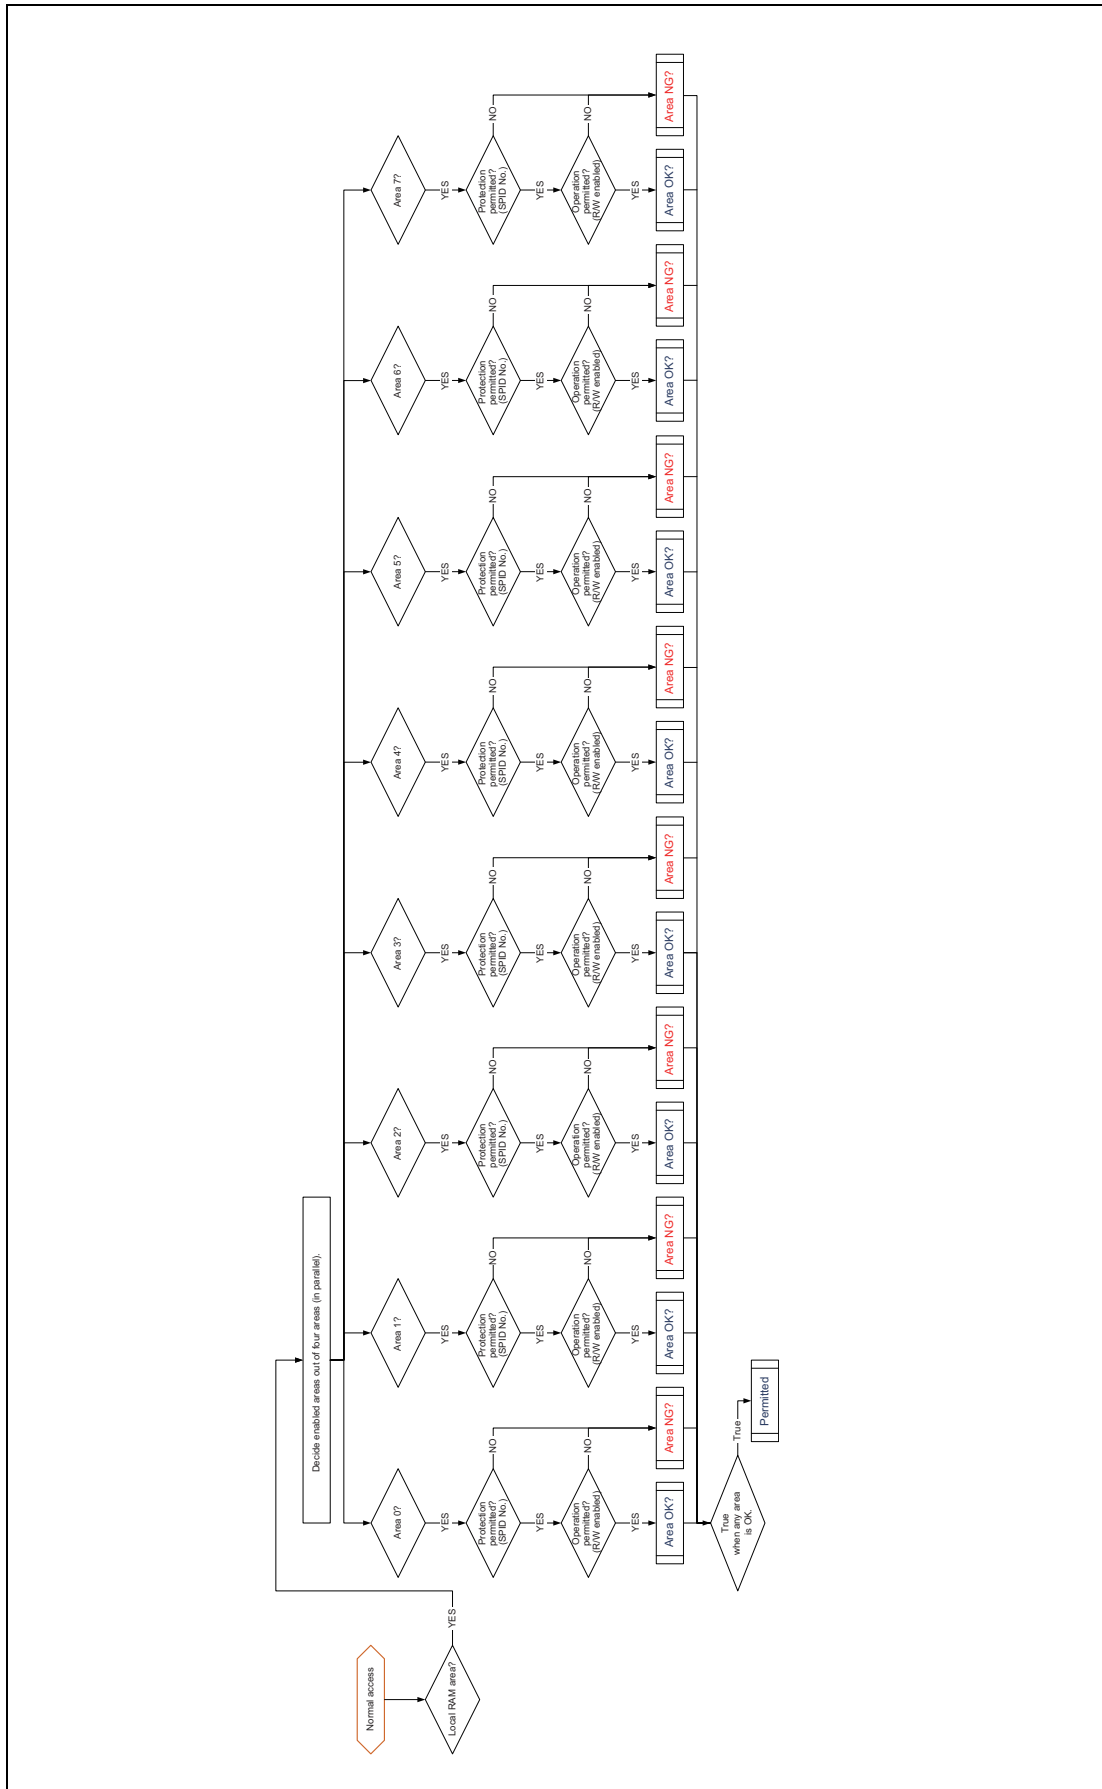 Normal access
Local RAM area?
YES
Decide enabled areas out of four areas (in parallel).
Area 0?
YES
Protection
permitted?
(SPID No.)
NO
YES
Operation
permitted?
(R/W enabled)
NO
YES
Area OK?
Area NG?
Area 1?
YES
Protection
permitted?
(SPID No.)
NO
YES
Operation
permitted?
(R/W enabled)
NO
YES
Area OK?
Area NG?
Area 2?
YES
Protection
permitted?
(SPID No.)
NO
YES
Operation
permitted?
(R/W enabled)
NO
YES
Area OK?
Area NG?
Area 3?
YES
Protection
permitted?
(SPID No.)
NO
YES
Operation
permitted?
(R/W enabled)
NO
YES
Area OK?
Area NG?
Area 4?
YES
Protection
permitted?
(SPID No.)
NO
YES
Operation
permitted?
(R/W enabled)
NO
YES
Area OK?
Area NG?
Area 5?
YES
Protection
permitted?
(SPID No.)
NO
YES
Operation
permitted?
(R/W enabled)
NO
YES
Area OK?
Area NG?
Area 6?
YES
Protection
permitted?
(SPID No.)
NO
YES
Operation
permitted?
(R/W enabled)
NO
YES
Area OK?
Area NG?
Area 7?
YES
Protection
permitted?
(SPID No.)
NO
YES
Operation
permitted?
(R/W enabled)
NO
YES
Area OK?
Area NG?
True
when any area
is OK.
True
Permitted